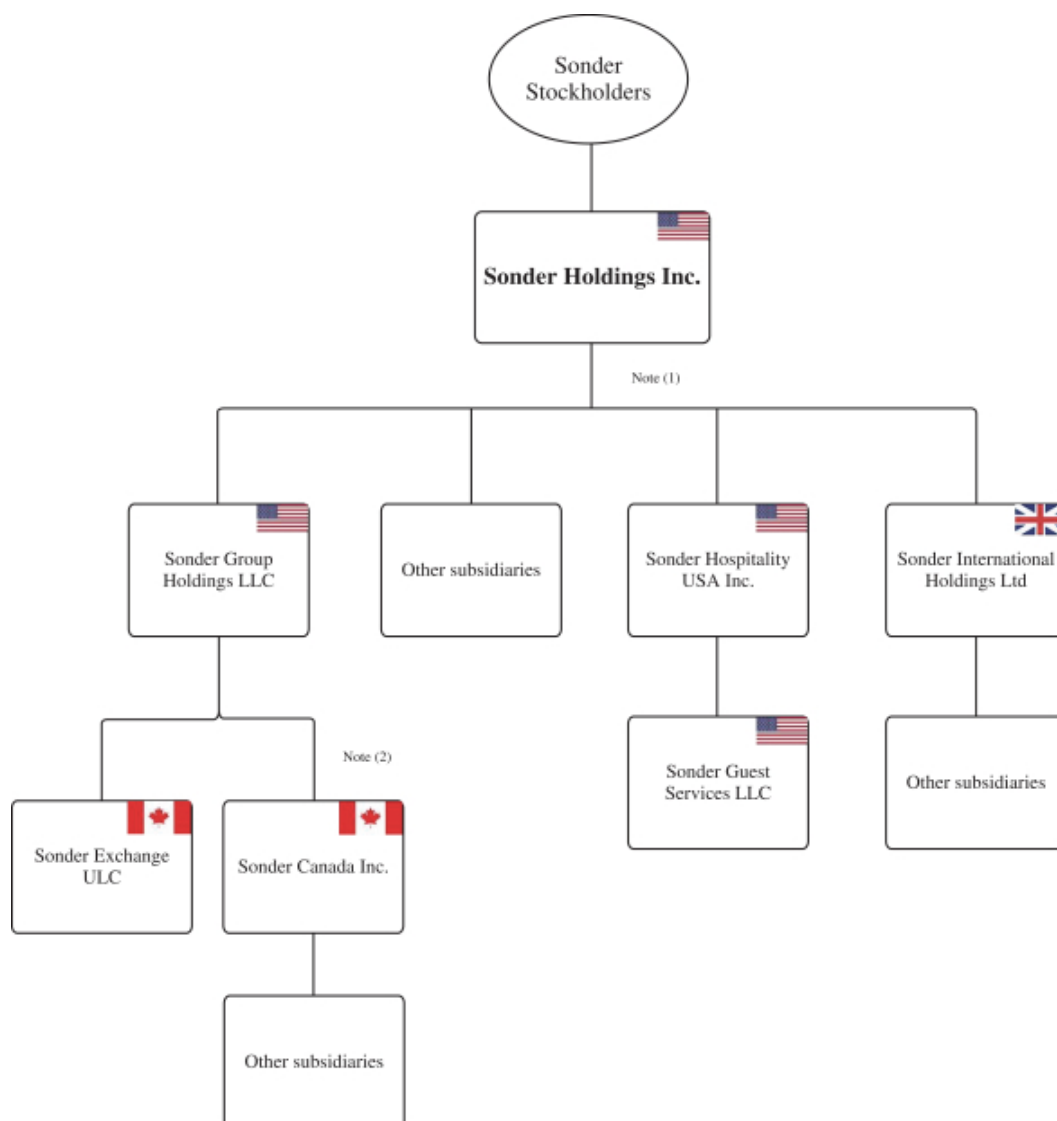 Sonder
Stockholders
Sonder Holdings Inc.
Note (1)
Sonder Group
Holdings LLC
Other subsidiaries
Sonder Hospitality
USA Inc.
Sonder International
Holdings Ltd
Note (2)
Sonder Exchange
ULC
Sonder Canada Inc.
Sonder Guest
Services LLC
Other subsidiaries
Other subsidiaries